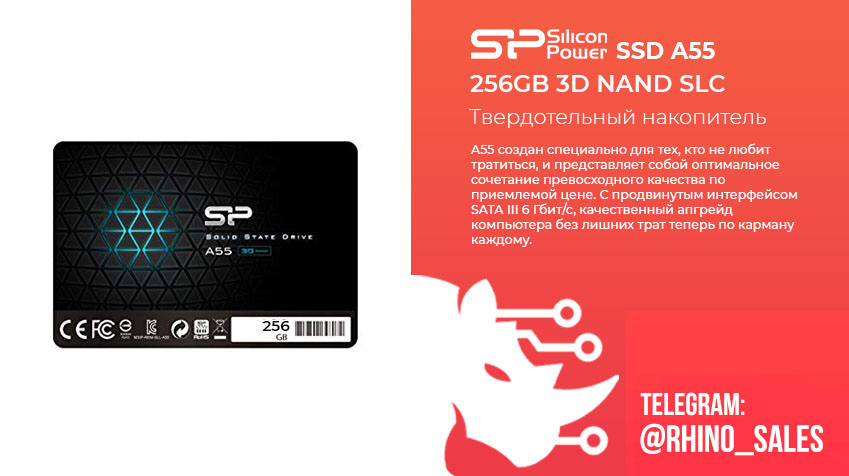 SP Silicon Power SSD A55
256GB 3D NAND SLC
Твердотельный накопитель
A55 создан специально для тех, кто не любит
тратиться, и представляет собой оптимальное
сочетание превосходного качества по
приемлемой цене. С продвинутым интерфейсом
SATA III 6 Гбит/с, качественный апгрейд
компьютера без лишних трат теперь по карману
каждому.
SP
SOLID STATE DRIVE
A55
256
GB
TELEGRAM:
@RHINO_SALES